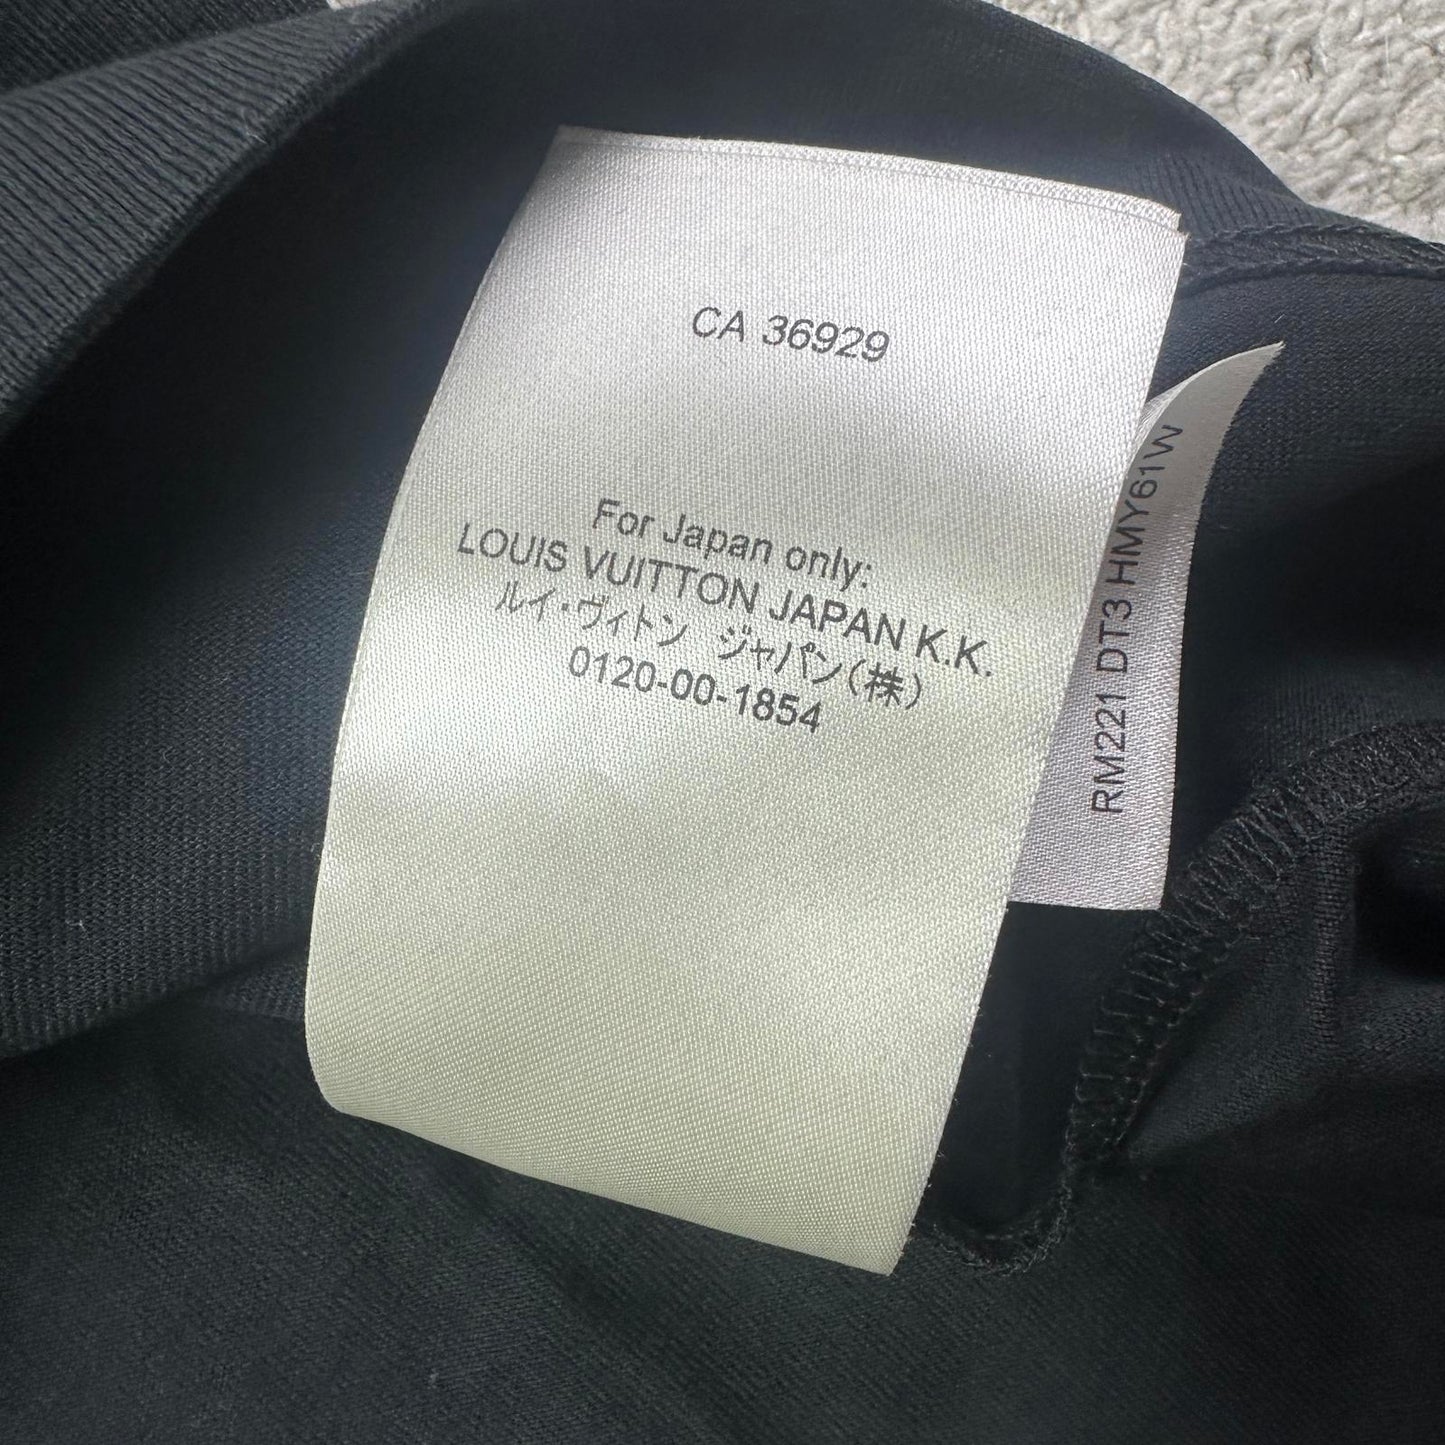 CA 36929
For Japan only:
LOUIS VUITTON JAPAN K.K.
ルイ・ヴィトン ジャパン(株)
0120-00-1854
RM221 DT3 HMY61W